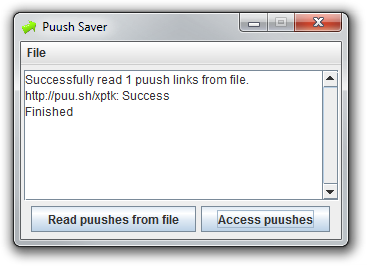 Puush Saver
File
Successfully read 1 puush links from file.
http://puu.sh/xptk: Success
Finished
Read puushes from file
Access puushes